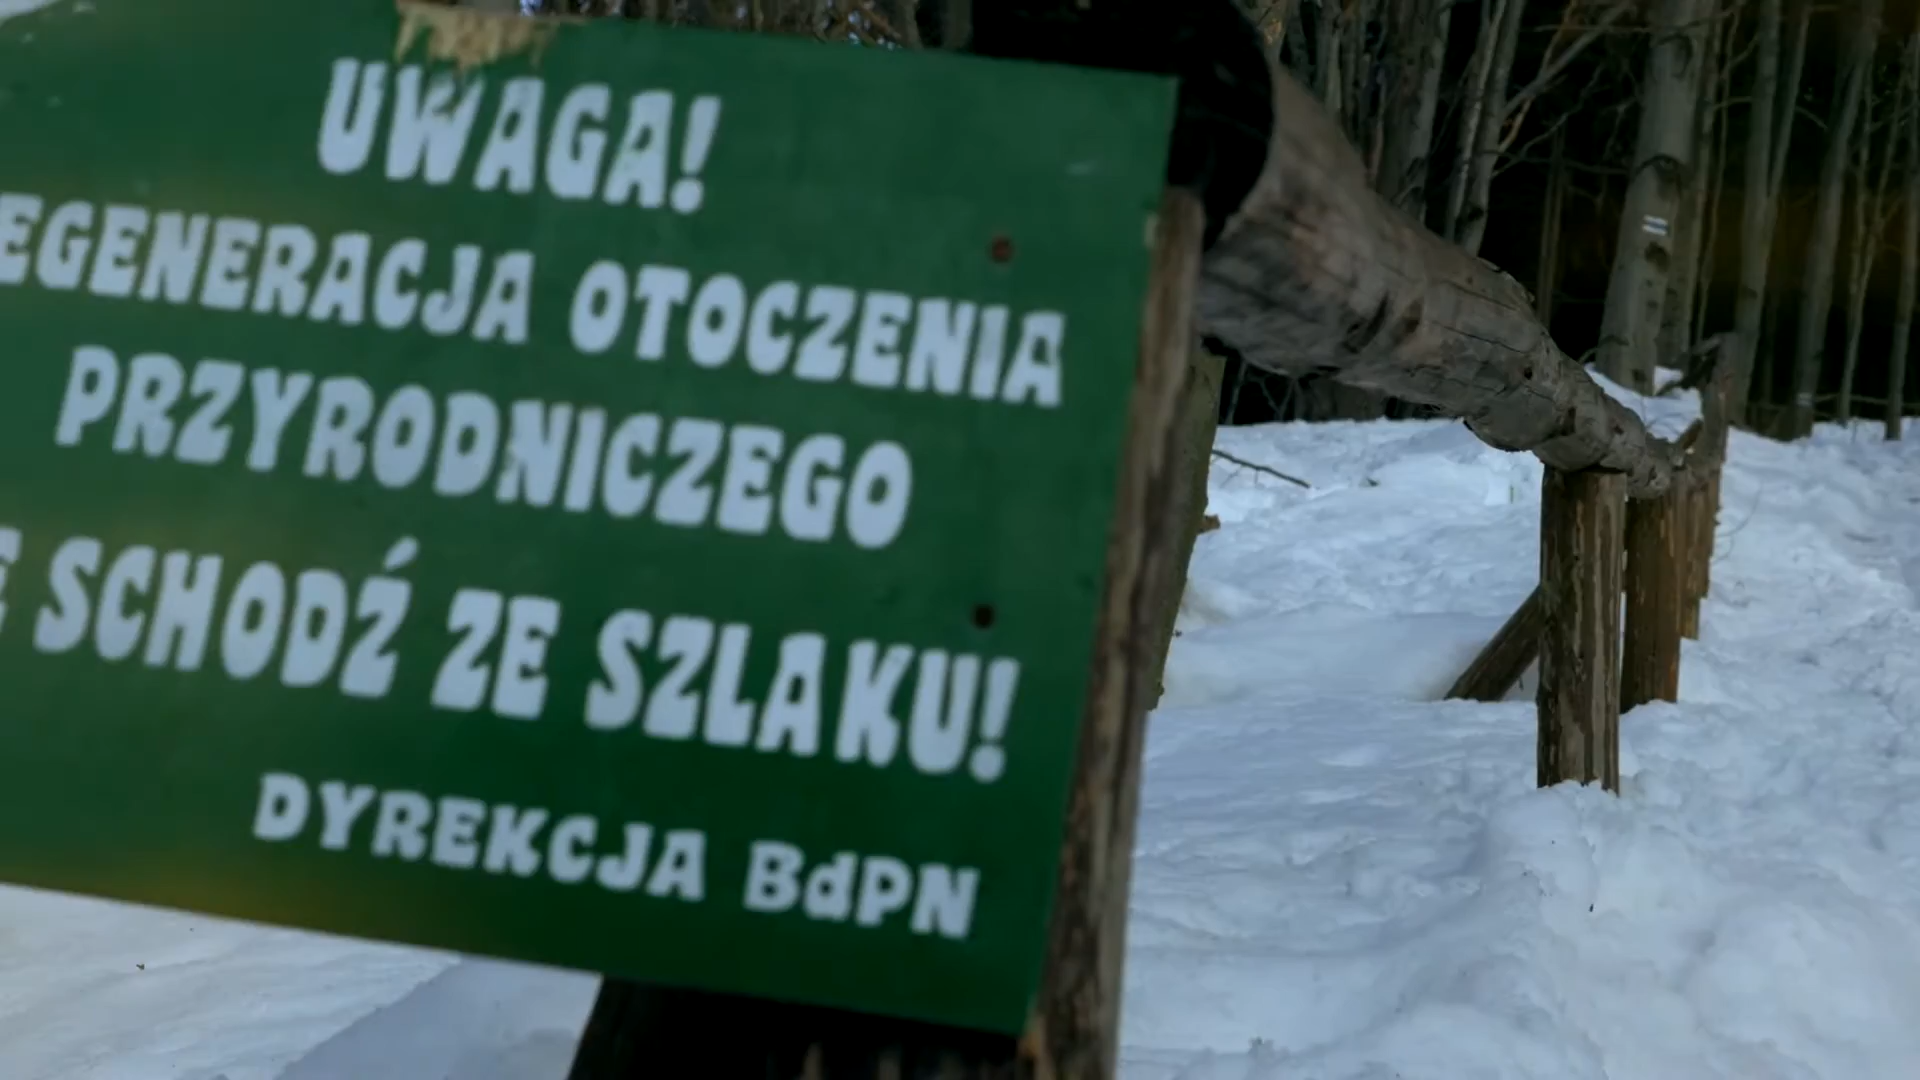 UWAGA!
EGENERACJA OTOCZENIA
PRZYRODNICZEGO
E SCHODŹ ZE SZLAKU!
DYREKCJA BdPN